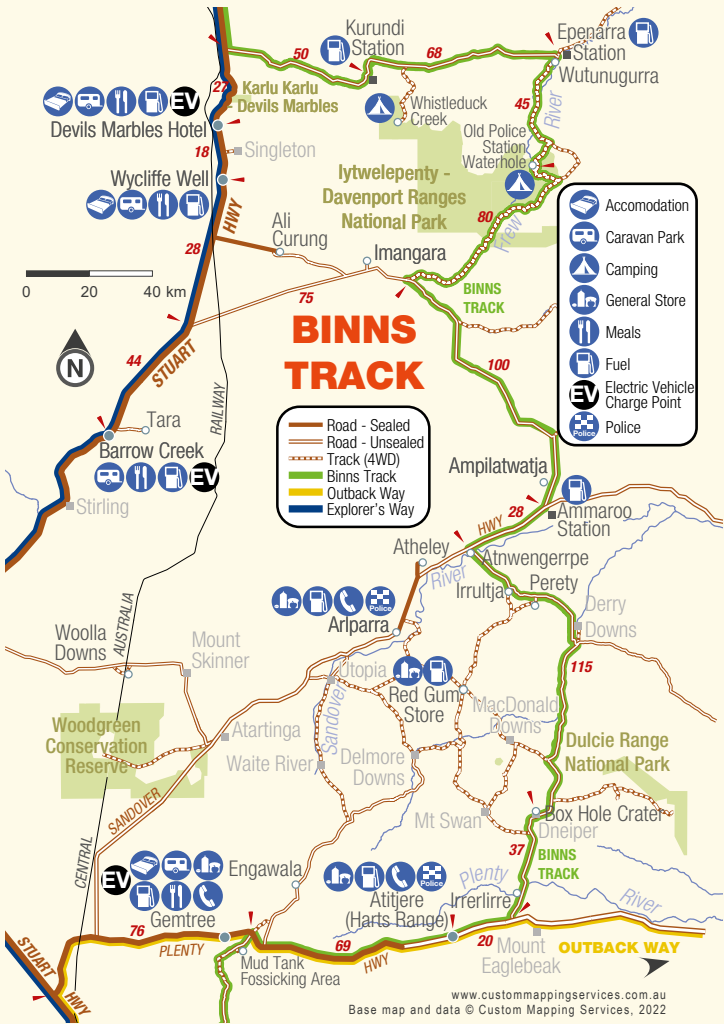 Kurundi
Station
Epenarra
Station
Wutunugurra
50
68
27
Karlu Karlu
- Devils Marbles
EV
Devils Marbles Hotel
Whistleduck
Creek
45
River
Old Police
Station
Waterhole
18
Singleton
Wycliffe Well
Iytwelepenty -
Davenport Ranges
National Park
HWY
Ali
Curung
28
Imangara
80
Frew
Accomodation
Caravan Park
Camping
General Store
Meals
Fuel
EV
Electric Vehicle
Charge Point
Police
Police
0 20 40 km
75
BINNS
TRACK
BINNS
TRACK
N
44
STUART
100
RAILWAY
Tara
Barrow Creek
EV
Stirling
Road - Sealed
Road - Unsealed
Track (4WD)
Binns Track
Outback Way
Explorer's Way
Ampilatwatja
28
HWY
Ammaroo
Station
Atheley
River
Atnwengerrpe
Irrultja
Perety
Derry
Downs
Police
Arlparra
AUSTRALIA
Woolla
Downs
Mount
Skinner
Utopia
Red Gum
Store
115
MacDonald
Downs
Sandover
Woodgreen
Conservation
Reserve
Atartinga
Waite River
Delmore
Downs
Dulcie Range
National Park
SANDOVER
Mt Swan
Box Hole Crater
Dneiper
37
BINNS
TRACK
CENTRAL
EV
Engawala
Police
Atitjere
(Harts Range)
Plenty
Irrerlirre
River
Gemtree
76
PLENTY
69
HWY
20
Mount
Eaglebeak
OUTBACK WAY
STUART
HWY
Mud Tank
Fossicking Area
www.custommappingservices.com.au
Base map and data © Custom Mapping Services, 2022